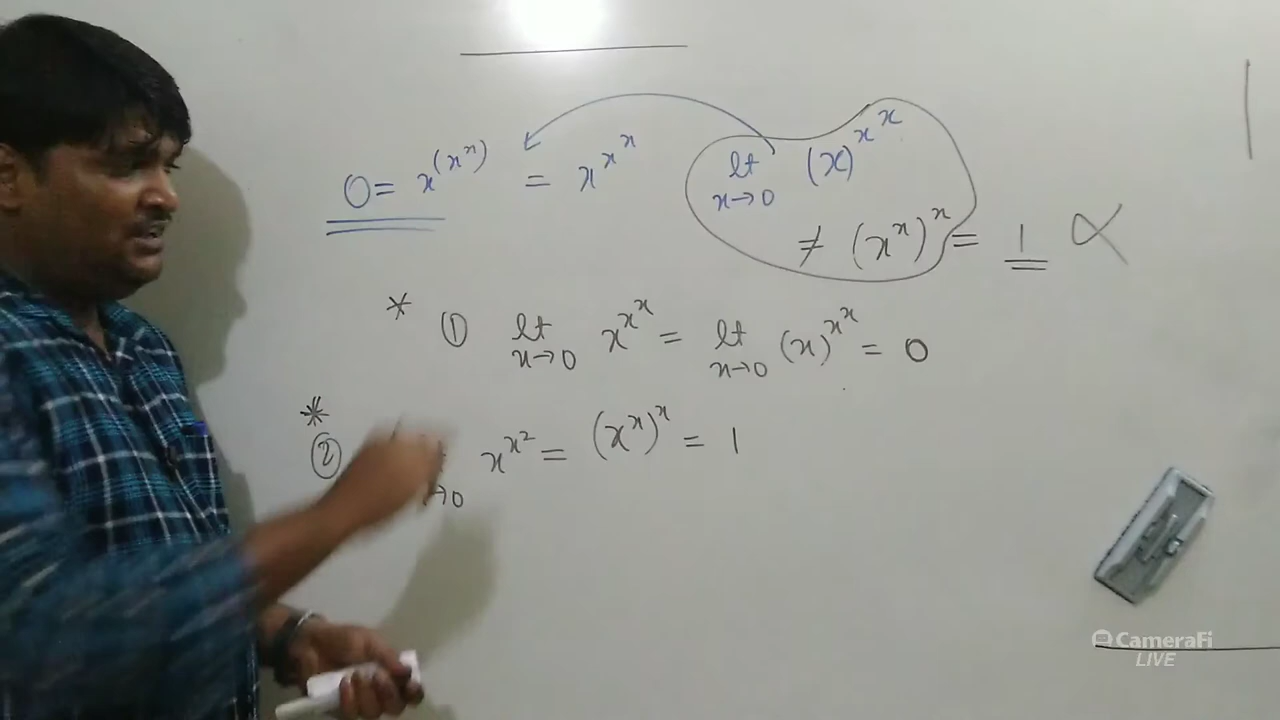 0 = x^(x^x) = x^x^x
lt x→0 (x)^x^x
≠ (x^x)^x = 1
* ① lt x→0 x^x^x = lt x→0 (x)^x^x = 0
*
② →0 x^x^2 = (x^x)^x = 1
CameraFi
LIVE